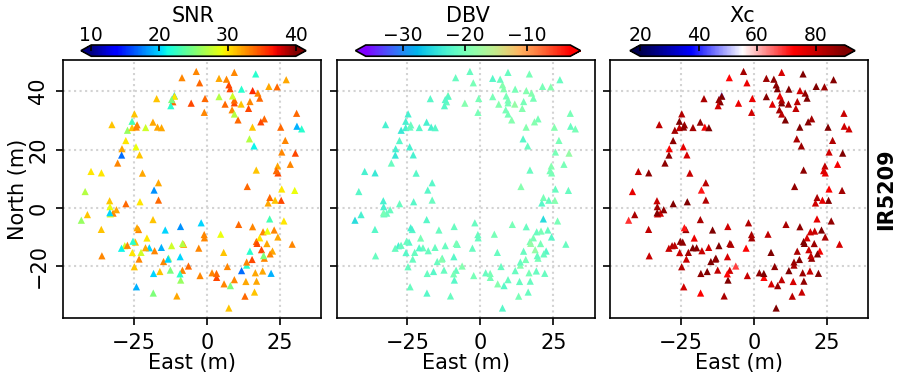 SNR DBV Xc
10 20 30 40 −30 −20 −10 20 40 60 80
40
20
0
−20
North (m)
IR5209
−25 0 25 −25 0 25 −25 0 25
East (m) East (m) East (m)